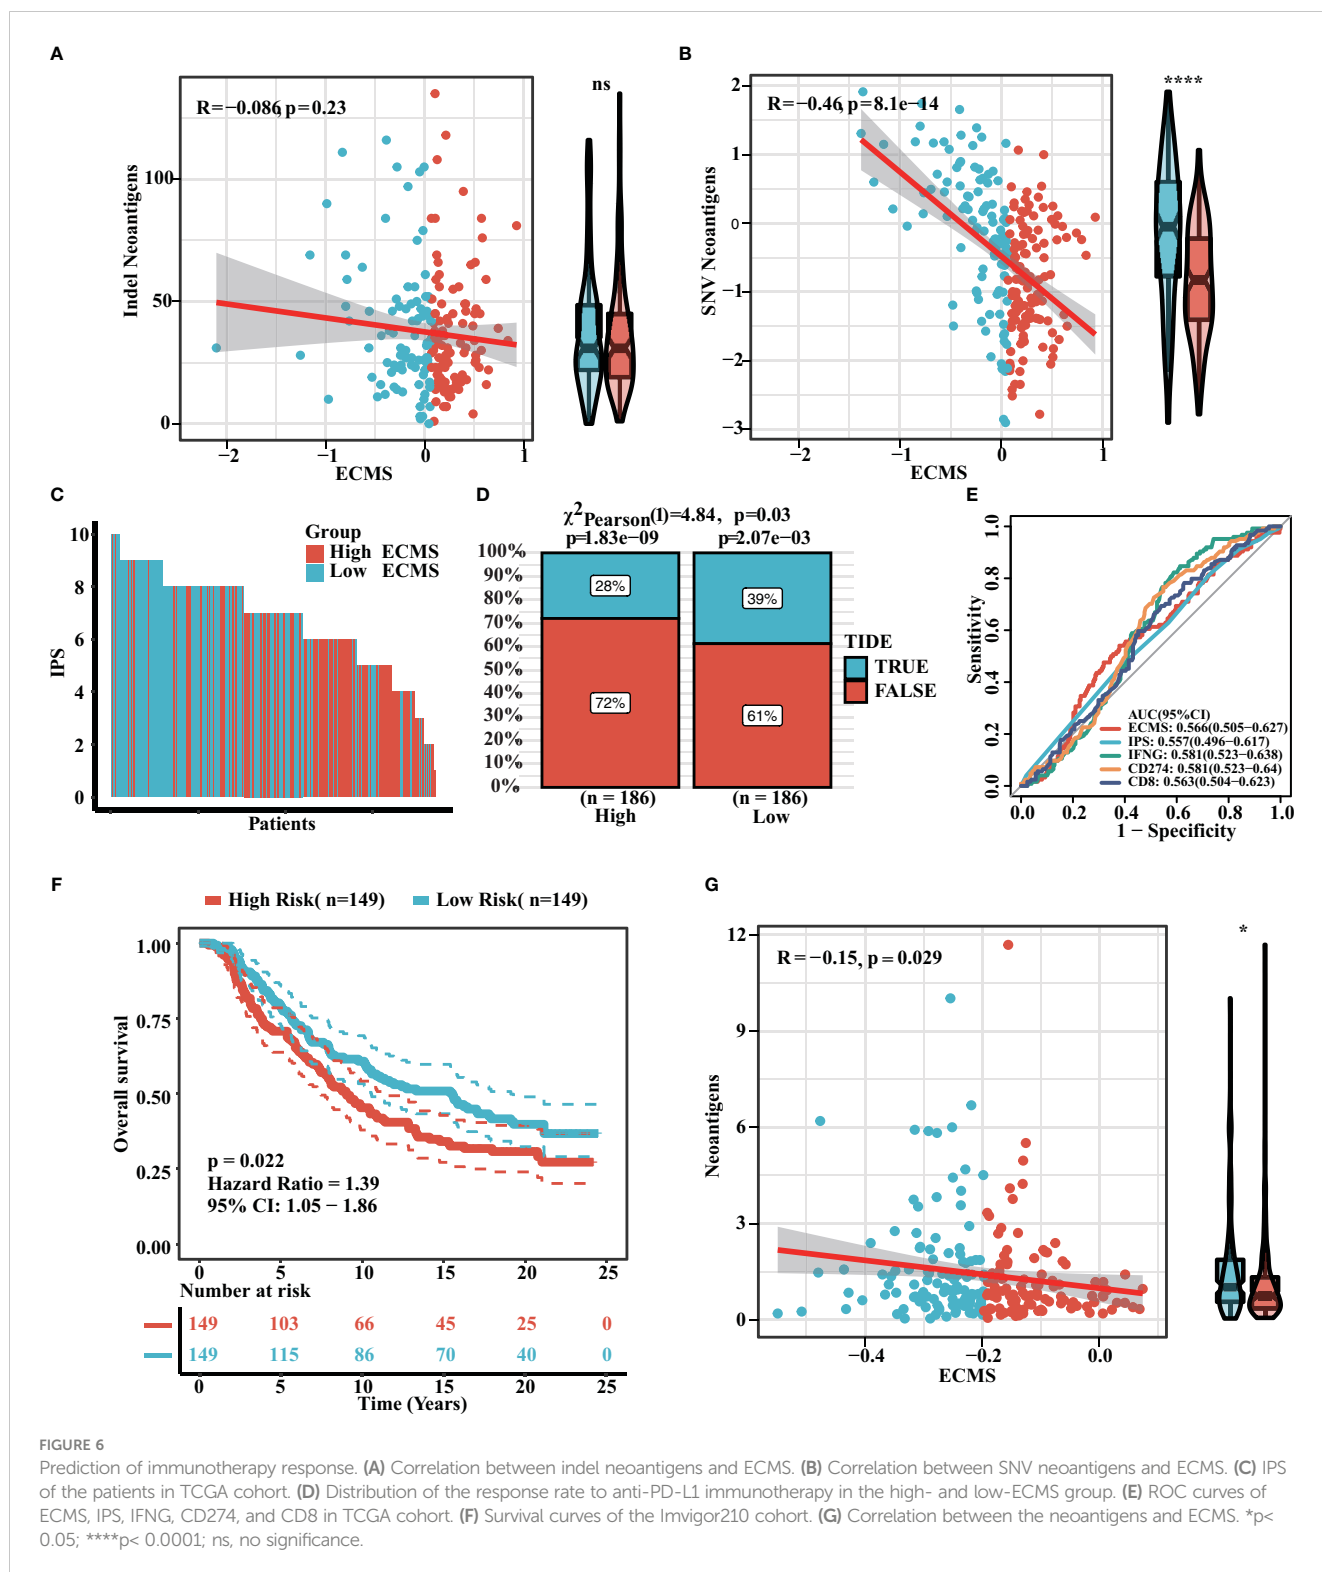 A
R=−0.086, p=0.23
ns
Indel Neoantigens
100
50
0
−2 −1 0 1
ECMS
B
R=−0.46, p=8.1e−14
****
SNV Neoantigens
2
1
0
−1
−2
−3
−2 −1 0 1
ECMS
C
IPS
10
8
6
4
2
0
Group
High ECMS
Low ECMS
Patients
D
χ2Pearson(1)=4.84, p=0.03
p=1.83e−09 p=2.07e−03
100%
90%
80%
70%
60%
50%
40%
30%
20%
10%
0%
28%
72%
39%
61%
(n = 186) (n = 186)
High Low
TIDE
TRUE
FALSE
E
Sensitivity
1.0
0.8
0.6
0.4
0.2
0.0
AUC(95%CI)
ECMS: 0.566(0.505−0.627)
IPS: 0.557(0.496−0.617)
IFNG: 0.581(0.523−0.638)
CD274: 0.581(0.523−0.64)
CD8: 0.563(0.504−0.623)
0.0 0.2 0.4 0.6 0.8 1.0
1 − Specificity
F
High Risk( n=149) Low Risk( n=149)
Overall survival
1.00
0.75
0.50
0.25
0.00
p = 0.022
Hazard Ratio = 1.39
95% CI: 1.05 − 1.86
0 5 10 15 20 25
Number at risk
149 103 66 45 25 0
149 115 86 70 40 0
0 5 10 15 20 25
Time (Years)
G
R=−0.15, p=0.029
*
Neoantigens
12
9
6
3
0
−0.4 −0.2 0.0
ECMS
FIGURE 6
Prediction of immunotherapy response. (A) Correlation between indel neoantigens and ECMS. (B) Correlation between SNV neoantigens and ECMS. (C) IPS
of the patients in TCGA cohort. (D) Distribution of the response rate to anti-PD-L1 immunotherapy in the high- and low-ECMS group. (E) ROC curves of
ECMS, IPS, IFNG, CD274, and CD8 in TCGA cohort. (F) Survival curves of the Imvigor210 cohort. (G) Correlation between the neoantigens and ECMS. *p<
0.05; ****p< 0.0001; ns, no significance.